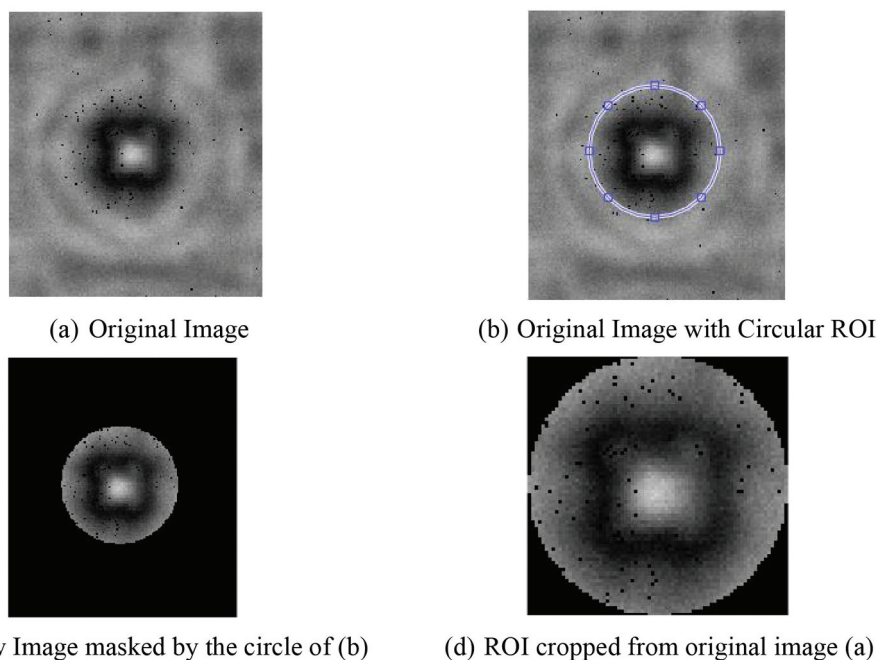 (a) Original Image
(b) Original Image with Circular ROI
Image masked by the circle of (b)
(d) ROI cropped from original image (a)